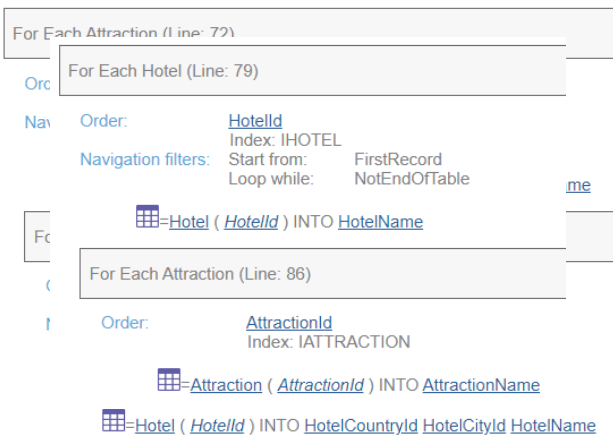 For Each Attraction (Line: 72)
For Each Hotel (Line: 79)
Order: HotelId
Index: IHOTEL
Navigation filters: Start from: FirstRecord
Loop while: NotEndOfTable
=Hotel ( HotelId ) INTO HotelName
For Each Attraction (Line: 86)
Order: AttractionId
Index: IATTRACTION
=Attraction ( AttractionId ) INTO AttractionName
=Hotel ( HotelId ) INTO HotelCountryId HotelCityId HotelName